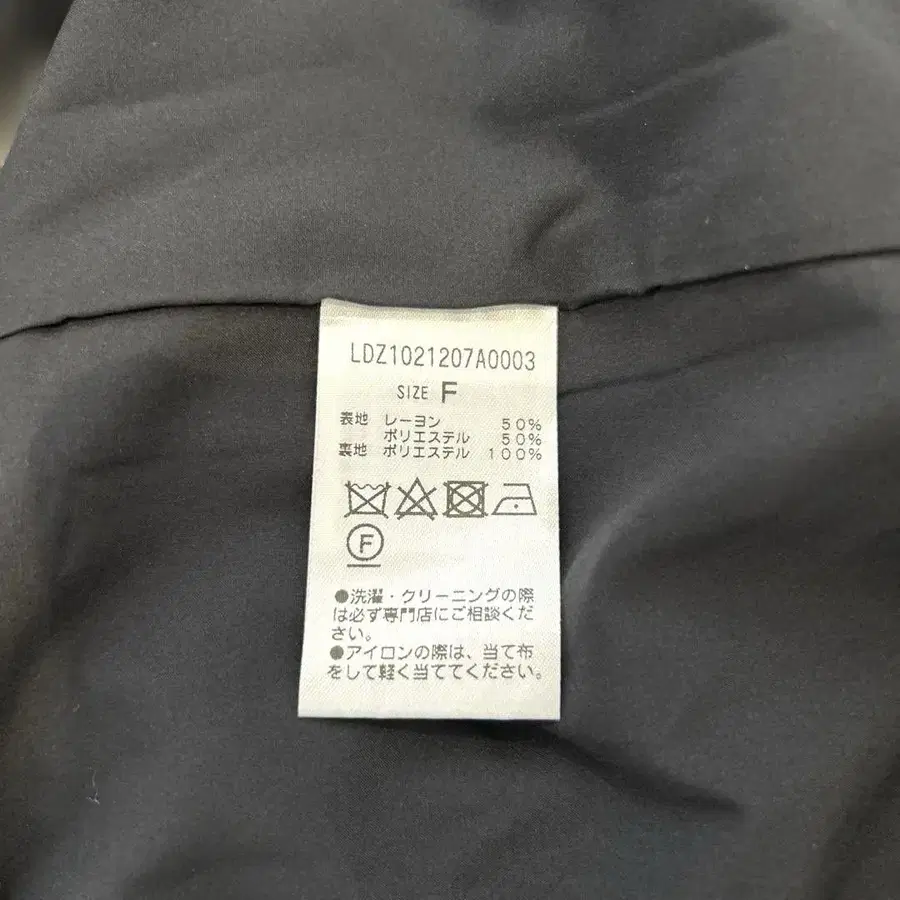 LDZ1021207A0003
SIZE F
表地 レーヨン 50%
ポリエステル 50%
裏地 ポリエステル 100%
F
●洗濯・クリーニングの際
は必ず専門店にご相談くだ
さい。
●アイロンの際は、当て布
をして軽く当ててください。